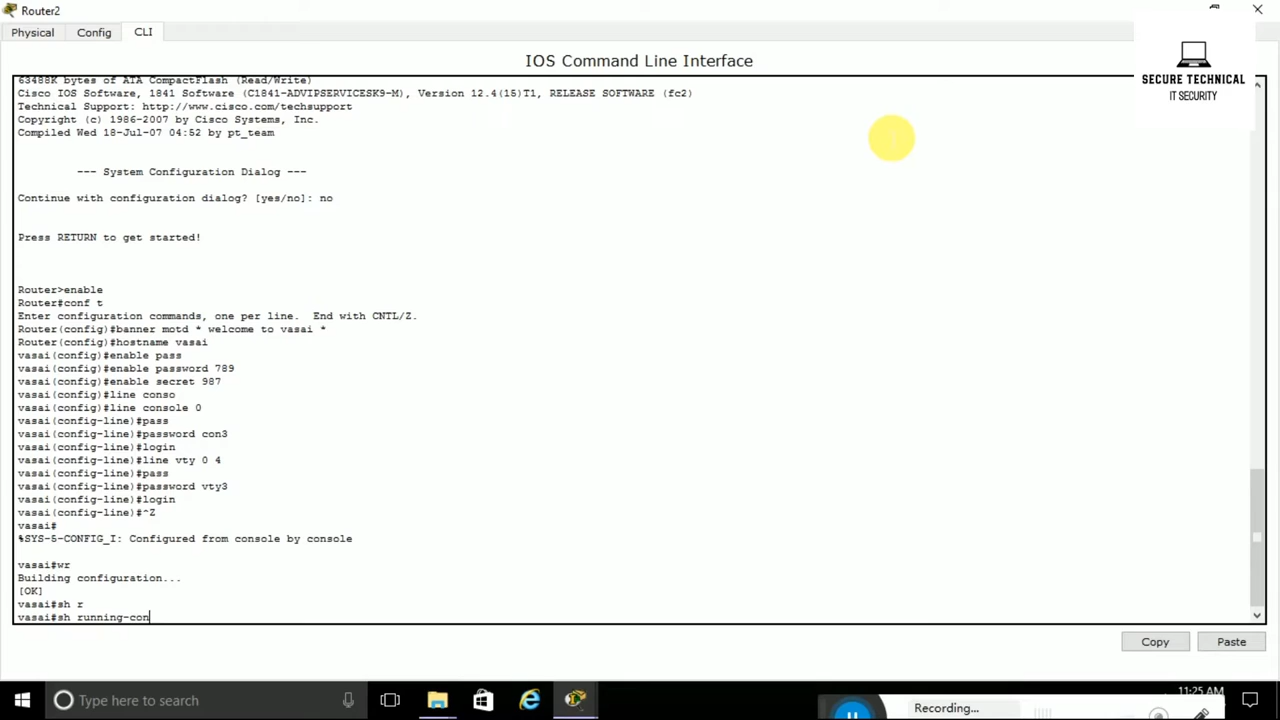 Router2
Physical Config CLI
IOS Command Line Interface
SECURE TECHNICAL
IT SECURITY
63488K bytes of ATA CompactFlash (Read/Write)
Cisco IOS Software, 1841 Software (C1841-ADVIPSERVICESK9-M), Version 12.4(15)T1, RELEASE SOFTWARE (fc2)
Technical Support: http://www.cisco.com/techsupport
Copyright (c) 1986-2007 by Cisco Systems, Inc.
Compiled Wed 18-Jul-07 04:52 by pt_team
--- System Configuration Dialog ---
Continue with configuration dialog? [yes/no]: no
Press RETURN to get started!
Router>enable
Router#conf t
Enter configuration commands, one per line. End with CNTL/Z.
Router(config)#banner motd * welcome to vasai *
Router(config)#hostname vasai
vasai(config)#enable pass
vasai(config)#enable password 789
vasai(config)#enable secret 987
vasai(config)#line conso
vasai(config)#line console 0
vasai(config-line)#pass
vasai(config-line)#password con3
vasai(config-line)#login
vasai(config-line)#line vty 0 4
vasai(config-line)#pass
vasai(config-line)#password vty3
vasai(config-line)#login
vasai(config-line)#^Z
vasai#
%SYS-5-CONFIG_I: Configured from console by console
vasai#wr
Building configuration...
[OK]
vasai#sh r
vasai#sh running-con
Copy Paste
Type here to search
11:25 AM
Recording...